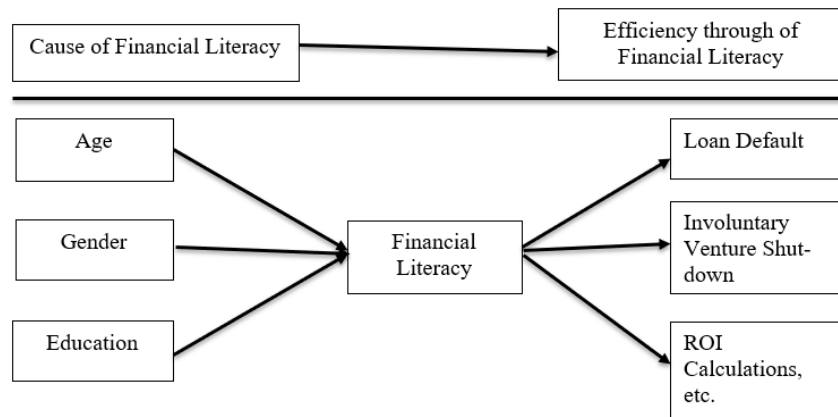 Cause of Financial Literacy
Efficiency through of
Financial Literacy
Age
Gender
Education
Financial
Literacy
Loan Default
Involuntary
Venture Shut-
down
ROI
Calculations,
etc.